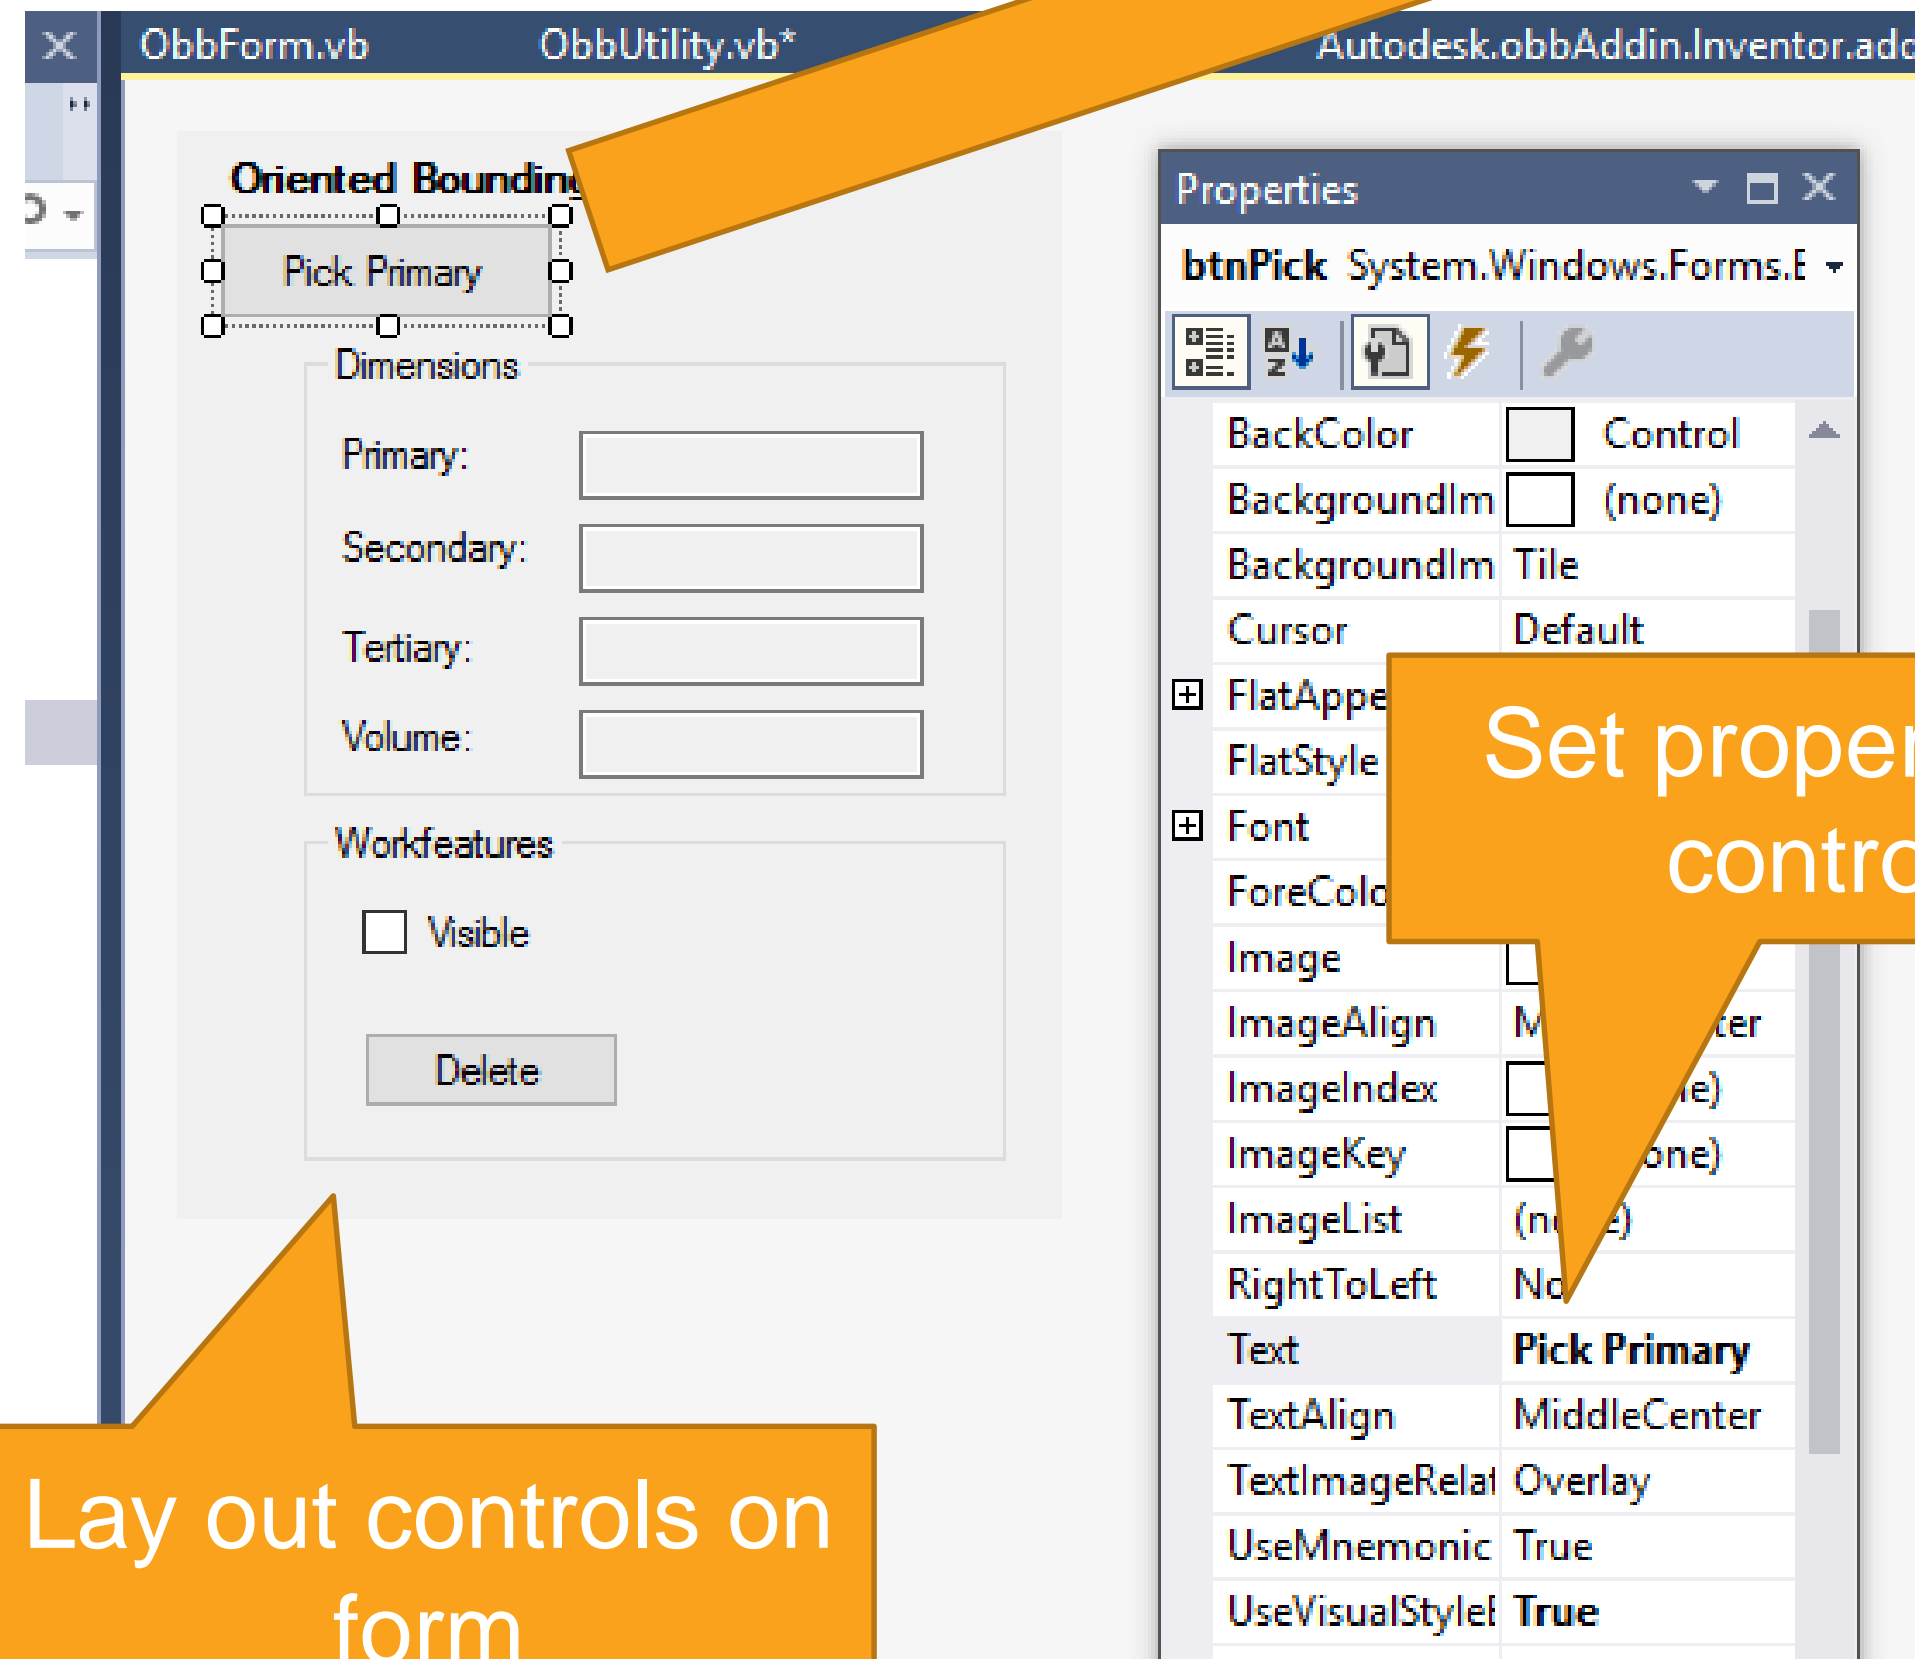 ObbForm.vb ObbUtility.vb* Autodesk.obbAddin.Inventor.add
Oriented Bounding
Pick Primary
Dimensions
Primary:
Secondary:
Tertiary:
Volume:
Workfeatures
Visible
Delete
Lay out controls on
form
Properties
btnPick System.Windows.Forms.
BackColor Control
BackgroundIm (none)
BackgroundIm Tile
Cursor Default
FlatAppe
FlatStyle
Font
ForeColo
Image
ImageAlign
ImageIndex
ImageKey
ImageList
RightToLeft No
Text Pick Primary
TextAlign MiddleCenter
TextImageRelat Overlay
UseMnemonic True
UseVisualStyle True
Set proper
contro